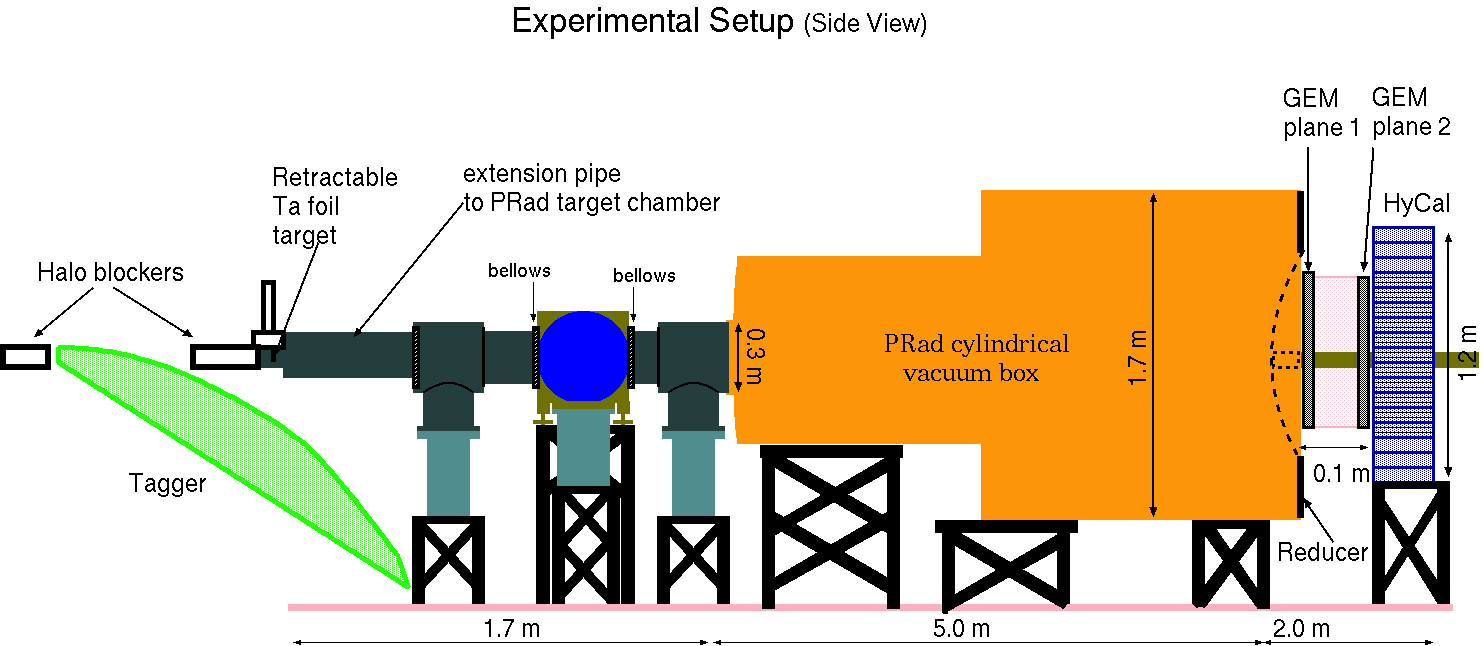 Experimental Setup (Side View)
GEM
plane 1
GEM
plane 2
Retractable
Ta foil
target
extension pipe
to PRad target chamber
HyCal
Halo blockers
bellows
bellows
0.3 m
PRad cylindrical
vacuum box
1.7 m
1.2 m
Tagger
0.1 m
Reducer
1.7 m
5.0 m
2.0 m